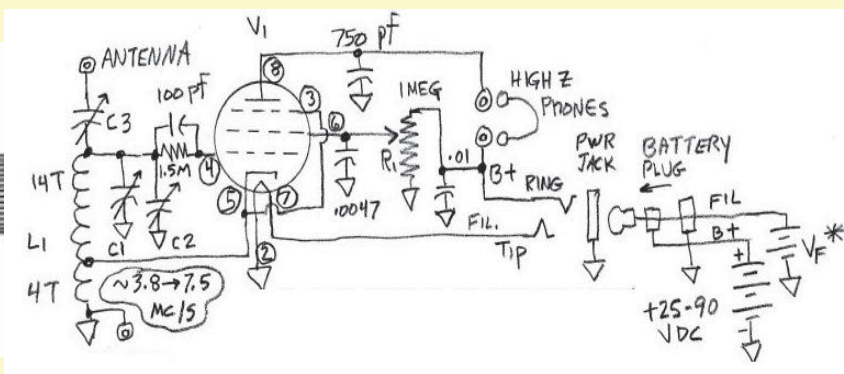 V1
ANTENNA
C3
100 pf
1.5M
14T
L1
4T
C1
C2
~3.8→7.5
MC/S
750 pf
8
3
6
4
5
7
2
1 MEG
R1
.0047
.01
HIGH Z
PHONES
B+
RING
FIL.
TIP
PWR
JACK
BATTERY
PLUG
FIL
B+
+
-
VF*
+25-90
VDC